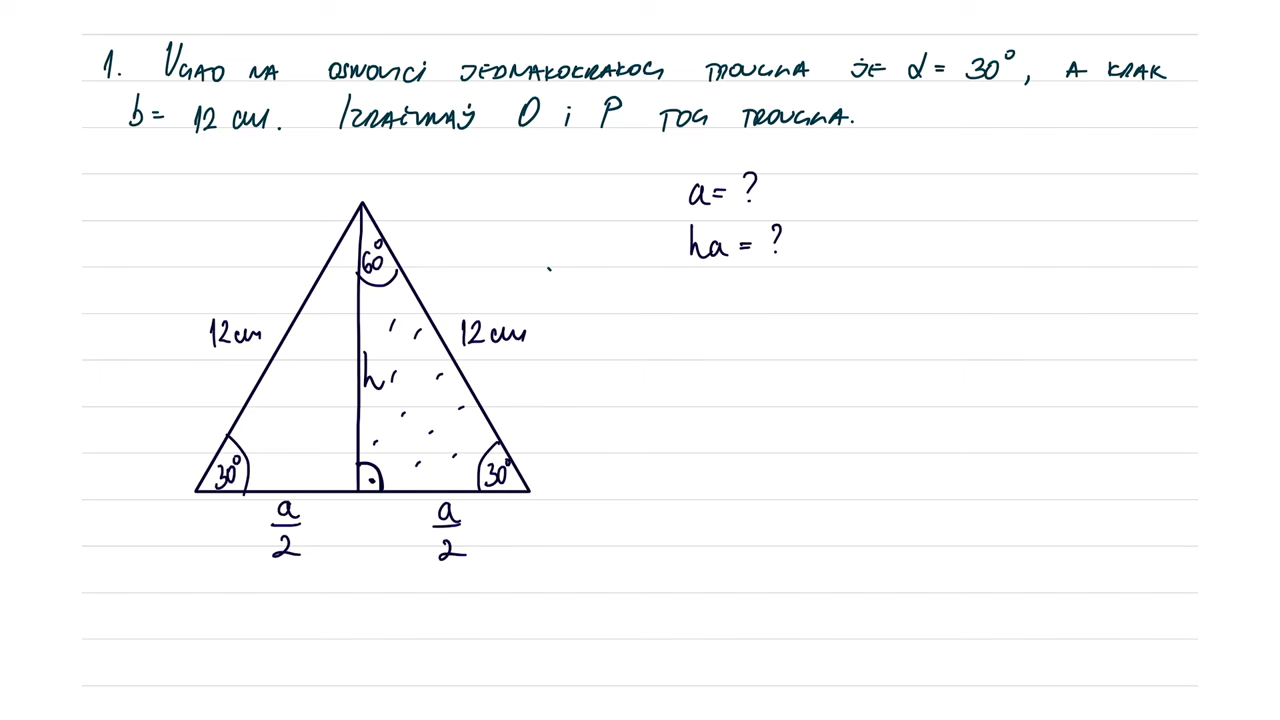 1. UGAO NA OSNOVICI JEDNAKOKRAKOG TROUGLA JE α = 30°, A KRAK
b = 12 cm. IZRAČUNAJ O i P TOG TROUGLA.
a = ?
ha = ?
60°
12 cm
12 cm
h
30°
30°
a/2
a/2